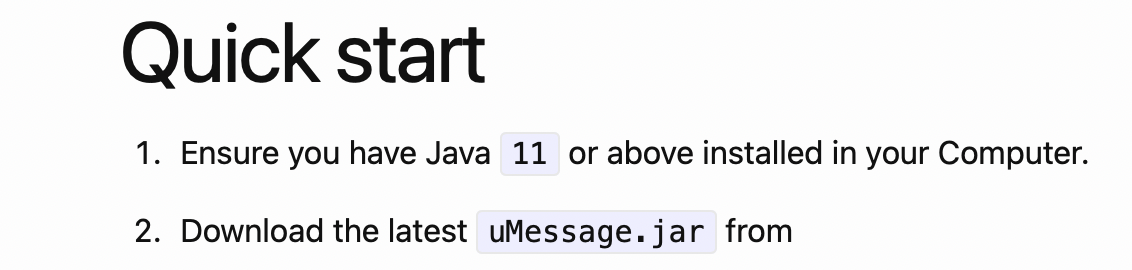 Quick start
1. Ensure you have Java 11 or above installed in your Computer.
2. Download the latest uMessage.jar from